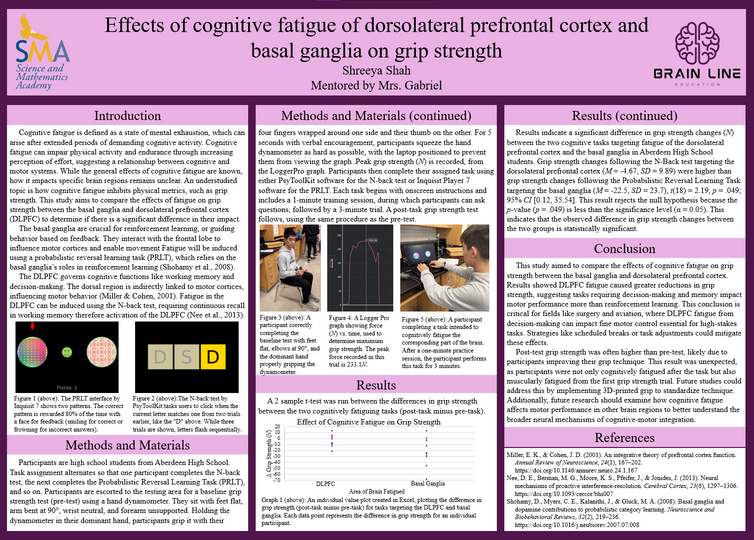 Effects of cognitive fatigue of dorsolateral prefrontal cortex and
basal ganglia on grip strength
Shreeya Shah
Mentored by Mrs. Gabriel
SMA
Science and
Mathematics
Academy
BRAIN LINE
EDUCATION
Introduction
Cognitive fatigue is defined as a state of mental exhaustion, which can
arise after extended periods of demanding cognitive activity. Cognitive
fatigue can impair physical activity and endurance through increasing
perception of effort, suggesting a relationship between cognitive and
motor systems. While the general effects of cognitive fatigue are known,
how it impacts specific brain regions remains unclear. An understudied
topic is how cognitive fatigue inhibits physical metrics, such as grip
strength. This study aims to compare the effects of fatigue on grip
strength between the basal ganglia and dorsolateral prefrontal cortex
(DLPFC) to determine if there is a significant difference in their impact.
The basal ganglia are crucial for reinforcement learning, or guiding
behavior based on feedback. They interact with the frontal lobe to
influence motor cortices and enable movement Fatigue will be induced
using a probabilistic reversal learning task (PRLT), which relies on the
basal ganglia's roles in reinforcement learning (Shohamy et al., 2008).
The DLPFC governs cognitive functions like working memory and
decision-making. The dorsal region is indirectly linked to motor cortices,
influencing motor behavior (Miller & Cohen, 2001). Fatigue in the
DLPFC can be induced using the N-back test, requiring continuous recall
in working memory therefore activation of the DLPFC (Nee et al., 2013).
Points: 3
D S D
Figure 1 (above): The PRLT interface by
Inquisit 7 shows two patterns. The correct
pattern is rewarded 80% of the time with
a face for feedback (smiling for correct or
frowning for incorrect answers).
Figure 2 (above):The N-back test by
PsyToolKit tasks users to click when the
current letter matches one from two trials
earlier, like the "D" above. While three
trials are shown, letters flash sequentially.
Methods and Materials
Participants are high school students from Aberdeen High School.
Task assignment alternates so that one participant completes the N-back
test, the next completes the Probabilistic Reversal Learning Task (PRLT),
and so on. Participants are escorted to the testing area for a baseline grip
strength test (pre-test) using a hand dynamometer. They sit with feet flat,
arm bent at 90°, wrist neutral, and forearm unsupported. Holding the
dynamometer in their dominant hand, participants grip it with their
Methods and Materials (continued)
four fingers wrapped around one side and their thumb on the other. For 5
seconds with verbal encouragement, participants squeeze the hand
dynamometer as hard as possible, with the laptop positioned to prevent
them from viewing the graph .Peak grip strength (N) is recorded, from
the LoggerPro graph. Participants then complete their assigned task using
either PsyToolKit software for the N-back test or Inquisit Player 7
software for the PRLT. Each task begins with onscreen instructions and
includes a 1-minute training session, during which participants can ask
questions, followed by a 3-minute trial. A post-task grip strength test
follows, using the same procedure as the pre-test.
Figure 3 (above): A
participant correctly
completing the
baseline test with feet
flat, elbows at 90°, and
the dominant hand
properly gripping the
dynamometer.
Figure 4: A Logger Pro
graph showing force
(N) vs. time, used to
determine maximum
grip strength. The peak
force recorded in this
trial is 233.1N.
Figure 5 (above): A participant
completing a task intended to
cognitively fatigue the
corresponding part of the brain.
After a one-minute practice
session, the participant performs
this task for 3 minutes.
Results
A 2 sample t-test was run between the differences in grip strength
between the two cognitively fatiguing tasks (post-task minus pre-task).
Effect of Cognitive Fatigue on Grip Strength
Δ Grip Strength (N)
20
10
0
-10
-20
-30
-40
-50
-60
-70
DLPFC
Basal Ganglia
Area of Brain Fatigued
Graph 1 (above): An individual value plot created in Excel, plotting the difference in
grip strength (post-task minus pre-task) for tasks targeting the DLPFC and basal
ganglia. Each data point represents the difference in grip strength for an individual
participant.
Results (continued)
Results indicate a significant difference in grip strength changes (N)
between the two cognitive tasks targeting fatigue of the dorsolateral
prefrontal cortex and the basal ganglia in Aberdeen High School
students. Grip strength changes following the N-Back test targeting the
dorsolateral prefrontal cortex (M = -4.67, SD = 9.89) were higher than
grip strength changes following the Probabilistic Reversal Learning Task
targeting the basal ganglia (M = -22.5, SD = 23.7), t(18) = 2.19, p = .049;
95% CI [0.12, 35.54]. This result rejects the null hypothesis because the
p-value (p = .049) is less than the significance level (α = 0.05). This
indicates that the observed difference in grip strength changes between
the two groups is statistically significant.
Conclusion
This study aimed to compare the effects of cognitive fatigue on grip
strength between the basal ganglia and dorsolateral prefrontal cortex.
Results showed DLPFC fatigue caused greater reductions in grip
strength, suggesting tasks requiring decision-making and memory impact
motor performance more than reinforcement learning. This conclusion is
critical for fields like surgery and aviation, where DLPFC fatigue from
decision-making can impact fine motor control essential for high-stakes
tasks. Strategies like scheduled breaks or task adjustments could mitigate
these effects.
Post-test grip strength was often higher than pre-test, likely due to
participants improving their grip technique. This result was unexpected,
as participants were not only cognitively fatigued after the task but also
muscularly fatigued from the first grip strength trial. Future studies could
address this by implementing 3D-printed grip to standardize technique.
Additionally, future research should examine how cognitive fatigue
affects motor performance in other brain regions to better understand the
broader neural mechanisms of cognitive-motor integration.
References
Miller, E. K., & Cohen, J. D. (2001). An integrative theory of prefrontal cortex function.
Annual Review of Neuroscience, 24(1), 167–202.
https://doi.org/10.1146/annurev.neuro.24.1.167
Nee, D. E., Berman, M. G., Moore, K. S., Pfeifer, J., & Jonides, J. (2013). Neural
mechanisms of proactive interference-resolution. Cerebral Cortex, 23(6), 1297–1306.
https://doi.org/10.1093/cercor/bhs007
Shohamy, D., Myers, C. E., Kalanithi, J., & Gluck, M. A. (2008). Basal ganglia and
dopamine contributions to probabilistic category learning. Neuroscience and
Biobehavioral Reviews, 32(2), 219–236.
https://doi.org/10.1016/j.neubiorev.2007.07.008